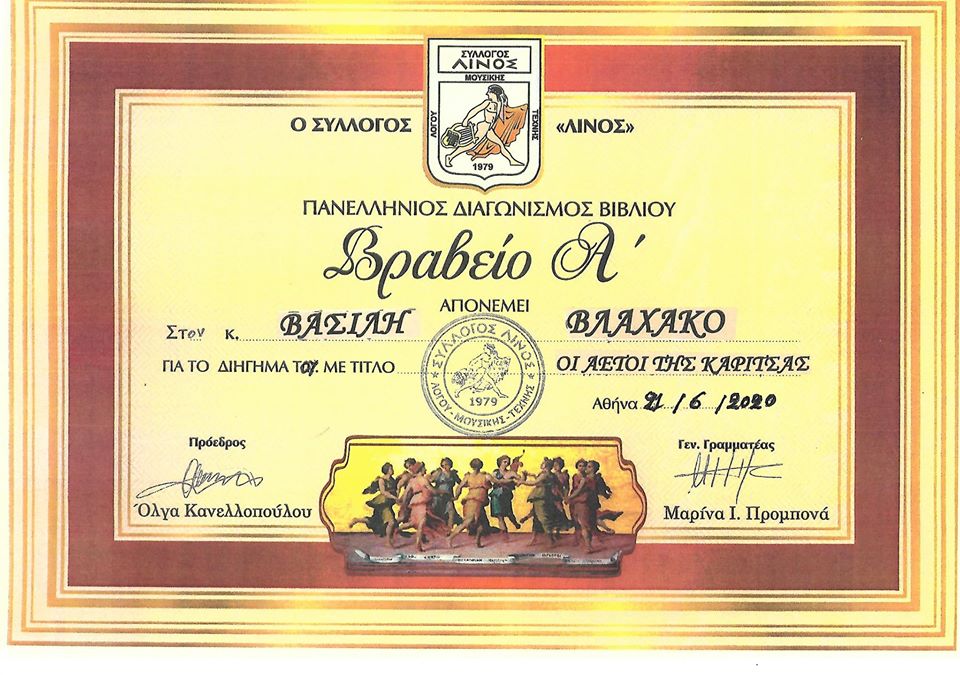 ΣΥΛΛΟΓΟΣ
ΛΙΝΟΣ
ΜΟΥΣΙΚΗΣ
ΛΟΓΟΥ
ΤΕΧΝΗΣ
1979
Ο ΣΥΛΛΟΓΟΣ «ΛΙΝΟΣ»
ΠΑΝΕΛΛΗΝΙΟΣ ΔΙΑΓΩΝΙΣΜΟΣ ΒΙΒΛΙΟΥ
Βραβείο Α΄
ΑΠΟΝΕΜΕΙ
Στον κ. ΒΑΣΙΛΗ ΒΛΑΧΑΚΟ
ΓΙΑ ΤΟ ΔΙΗΓΗΜΑ ΤΟΥ ΜΕ ΤΙΤΛΟ ΟΙ ΑΕΤΟΙ ΤΗΣ ΚΑΡΙΤΣΑΣ
ΣΥΛΛΟΓΟΣ ΛΙΝΟΣ
1979
ΛΟΓΟΥ-ΜΟΥΣΙΚΗΣ-ΤΕΧΝΗΣ
Αθήνα 21/6/2020
Πρόεδρος Γεν. Γραμματέας
Όλγα Κανελλοπούλου Μαρίνα Ι. Προμπονά